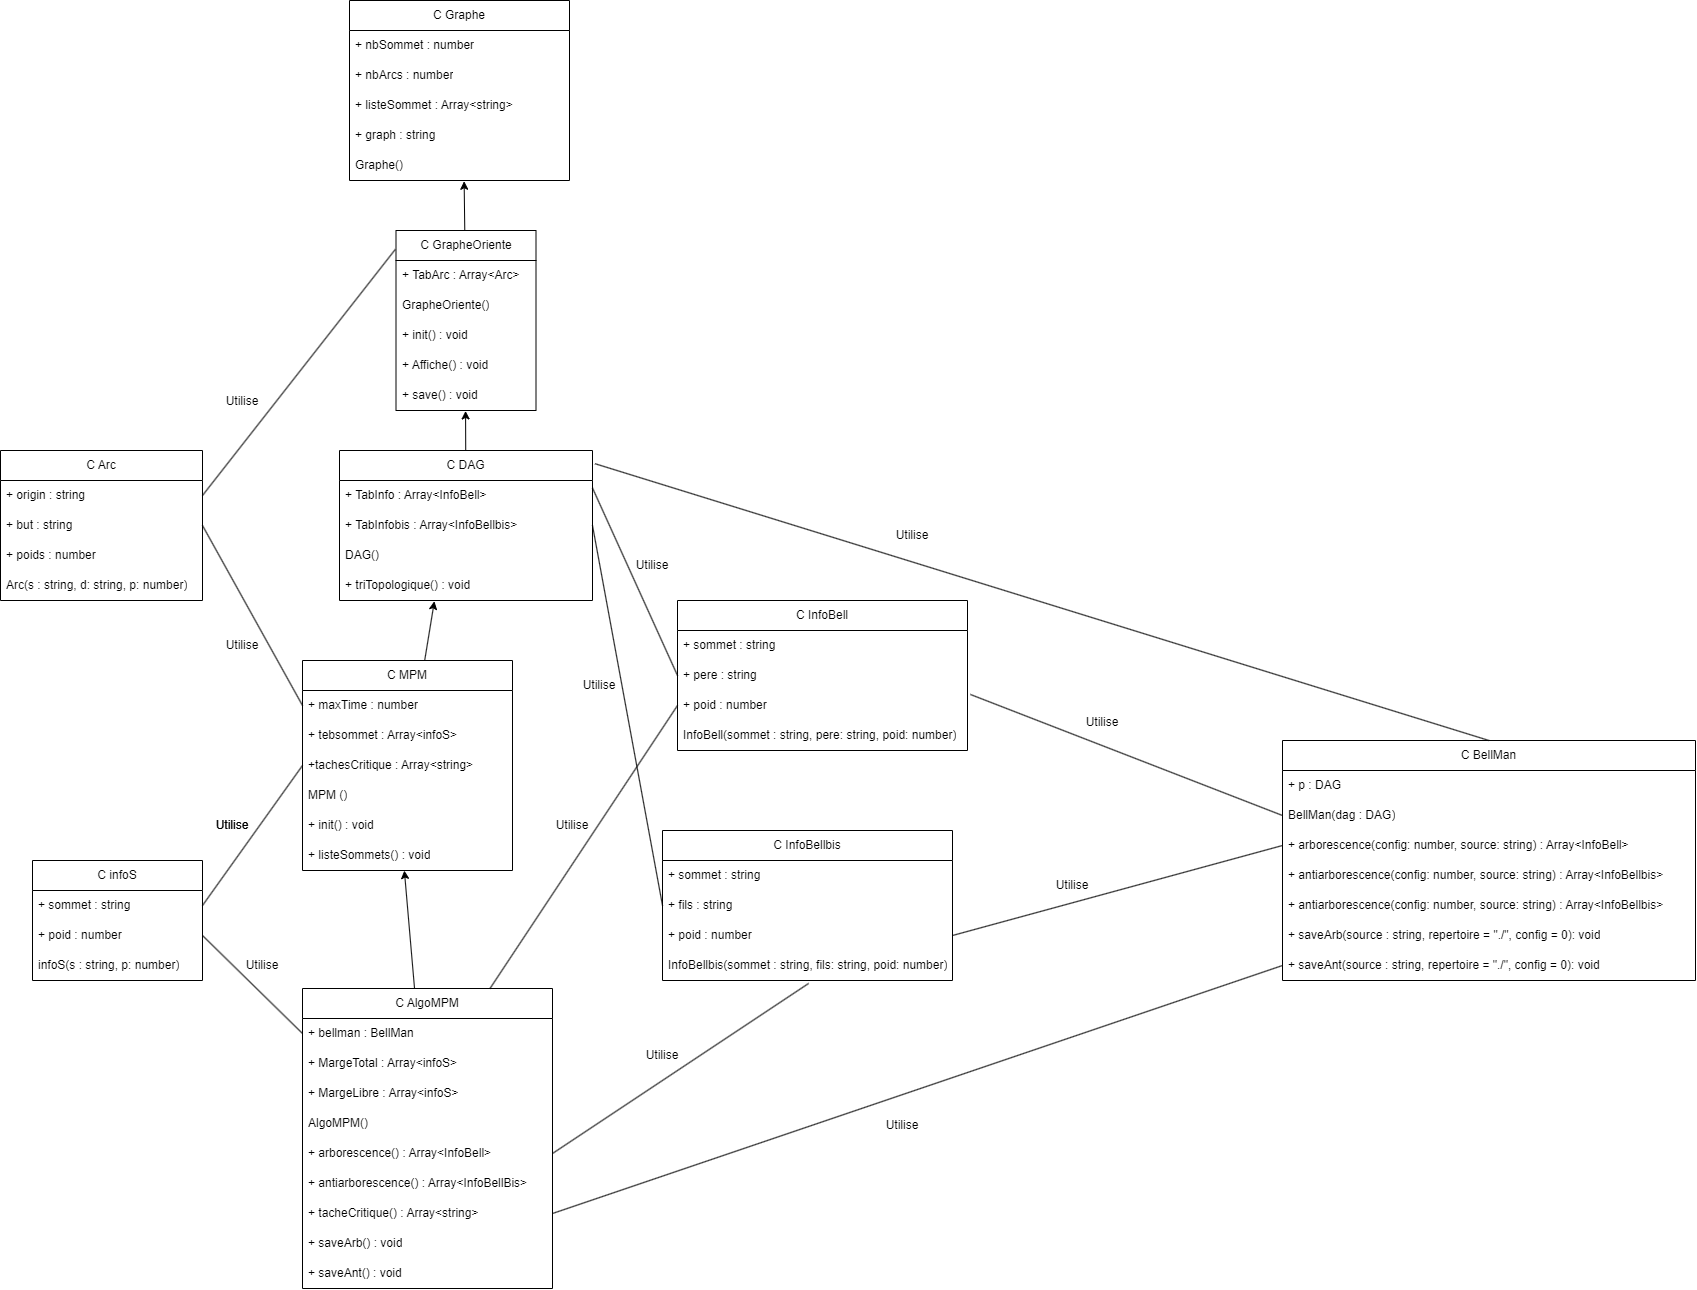 C Graphe
+ nbSommet : number
+ nbArcs : number
+ listeSommet : Array<string>
+ graph : string
Graphe()
C GrapheOriente
+ TabArc : Array<Arc>
GrapheOriente()
+ init() : void
+ Affiche() : void
+ save() : void
Utilise
C Arc
+ origin : string
+ but : string
+ poids : number
Arc(s : string, d: string, p: number)
C DAG
+ TabInfo : Array<InfoBell>
+ TabInfobis : Array<InfoBellbis>
DAG()
+ triTopologique() : void
Utilise
Utilise
Utilise
Utilise
C InfoBell
+ sommet : string
+ pere : string
+ poid : number
InfoBell(sommet : string, pere: string, poid: number)
C MPM
+ maxTime : number
+ tebsommet : Array<infoS>
+tachesCritique : Array<string>
MPM ()
+ init() : void
+ listeSommets() : void
Utilise
Utilise
Utilise
C BellMan
+ p : DAG
BellMan(dag : DAG)
+ arborescence(config: number, source: string) : Array<InfoBell>
+ antiarborescence(config: number, source: string) : Array<InfoBellbis>
+ antiarborescence(config: number, source: string) : Array<InfoBellbis>
+ saveArb(source : string, repertoire = "./", config = 0): void
+ saveAnt(source : string, repertoire = "./", config = 0): void
C InfoBellbis
+ sommet : string
+ fils : string
+ poid : number
InfoBellbis(sommet : string, fils: string, poid: number)
Utilise
C infoS
+ sommet : string
+ poid : number
infoS(s : string, p: number)
Utilise
C AlgoMPM
+ bellman : BellMan
+ MargeTotal : Array<infoS>
+ MargeLibre : Array<infoS>
AlgoMPM()
+ arborescence() : Array<InfoBell>
+ antiarborescence() : Array<InfoBellBis>
+ tacheCritique() : Array<string>
+ saveArb() : void
+ saveAnt() : void
Utilise
Utilise